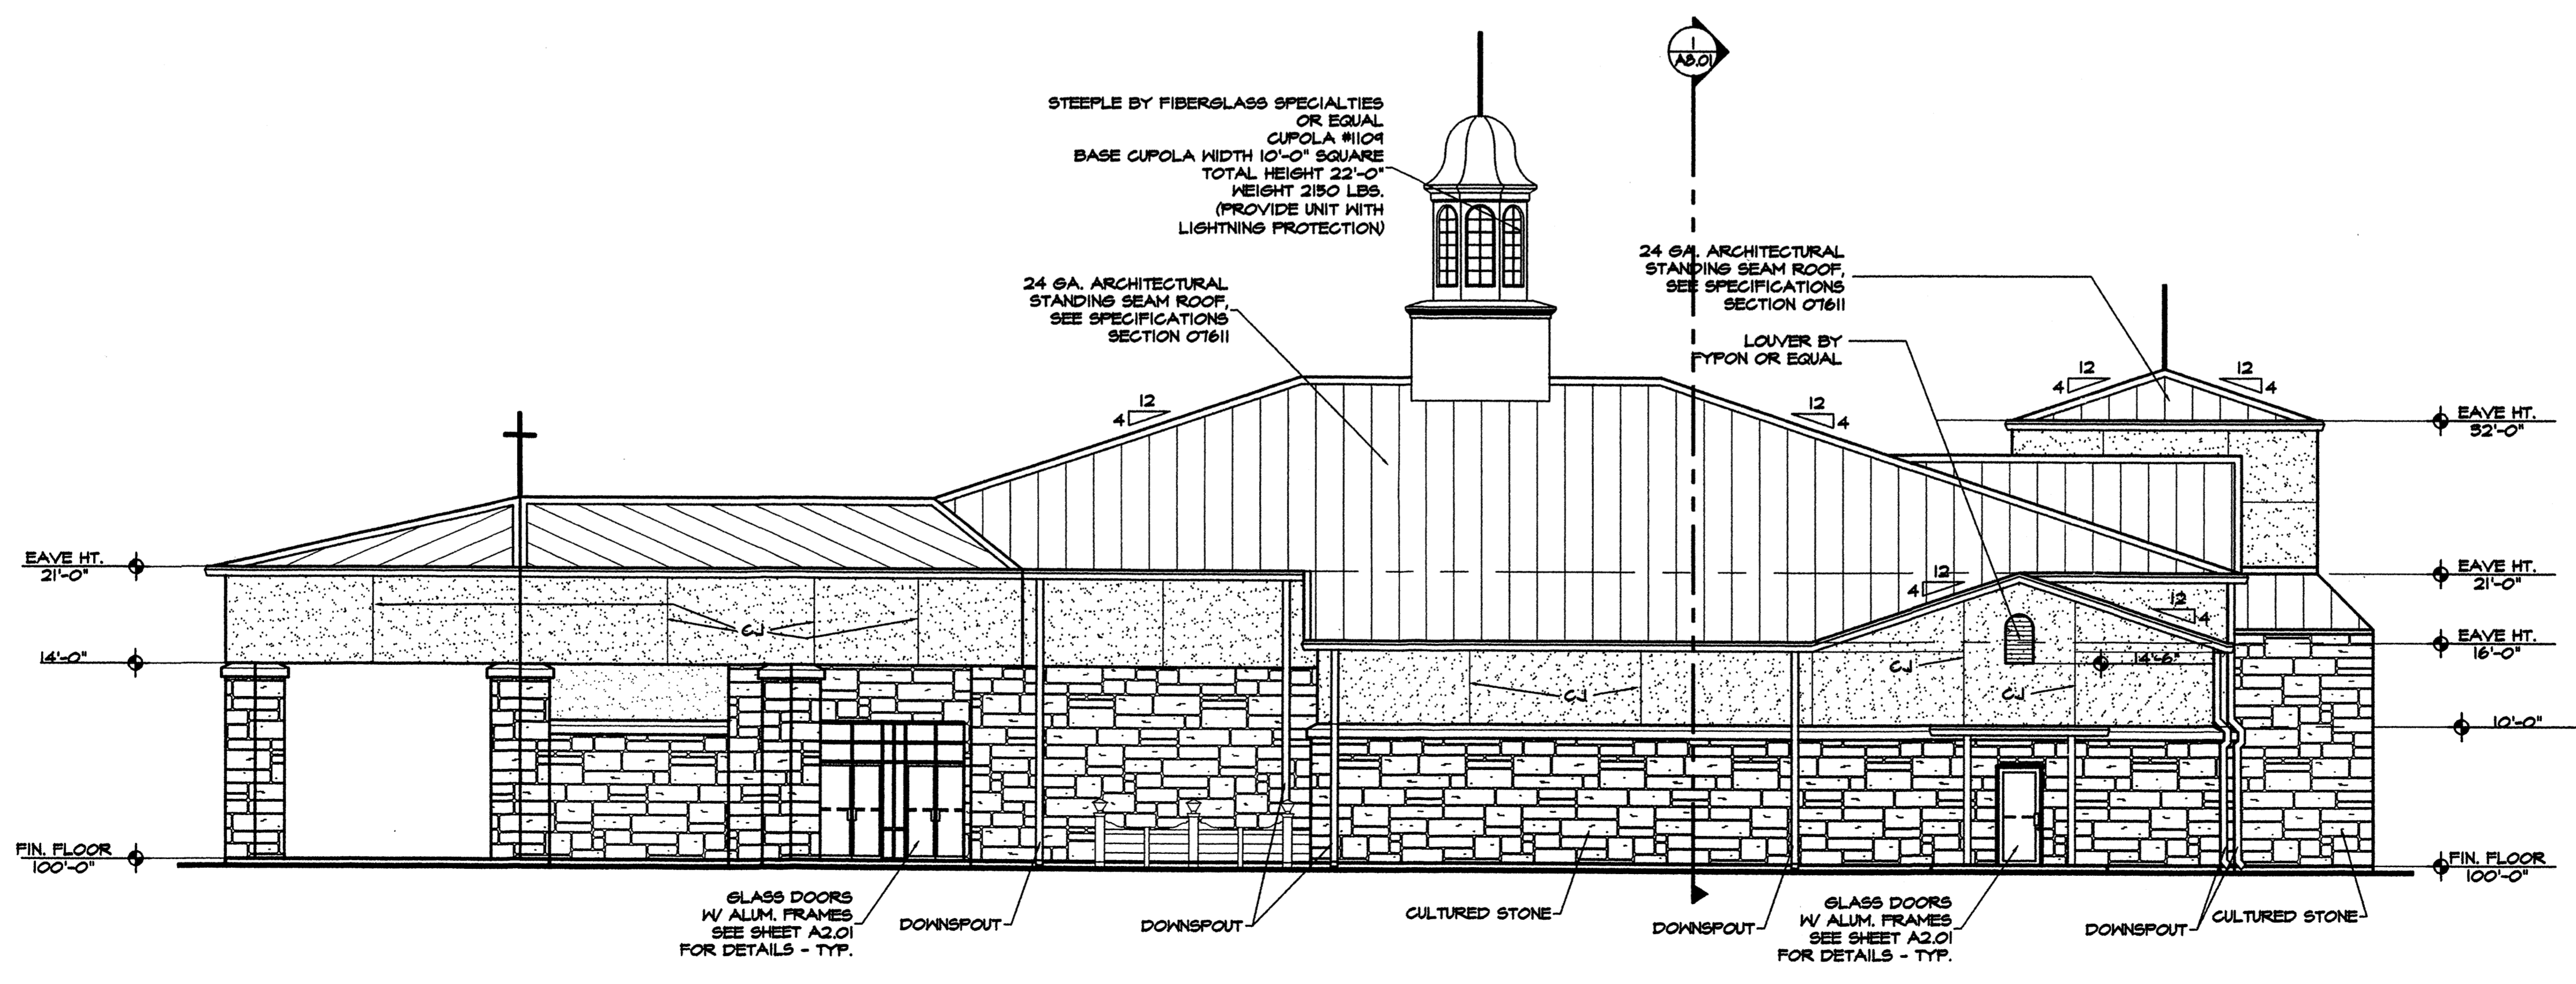 1
A3.01
STEEPLE BY FIBERGLASS SPECIALTIES
OR EQUAL
CUPOLA #1109
BASE CUPOLA WIDTH 10'-0" SQUARE
TOTAL HEIGHT 22'-0"
WEIGHT 2150 LBS.
(PROVIDE UNIT WITH
LIGHTNING PROTECTION)
24 GA. ARCHITECTURAL
STANDING SEAM ROOF,
SEE SPECIFICATIONS
SECTION 07611
24 GA. ARCHITECTURAL
STANDING SEAM ROOF,
SEE SPECIFICATIONS
SECTION 07611
LOUVER BY
FYPON OR EQUAL
12
4
12
4
12
4
12
4
EAVE HT.
32'-0"
EAVE HT.
21'-0"
EAVE HT.
21'-0"
12
4
12
4
CJ
EAVE HT.
16'-0"
14'-0"
14'-6"
CJ
CJ
CJ
10'-0"
FIN. FLOOR
100'-0"
FIN. FLOOR
100'-0"
GLASS DOORS
W/ ALUM. FRAMES
SEE SHEET A2.01
FOR DETAILS - TYP.
DOWNSPOUT
DOWNSPOUT
CULTURED STONE
DOWNSPOUT
GLASS DOORS
W/ ALUM. FRAMES
SEE SHEET A2.01
FOR DETAILS - TYP.
DOWNSPOUT
CULTURED STONE